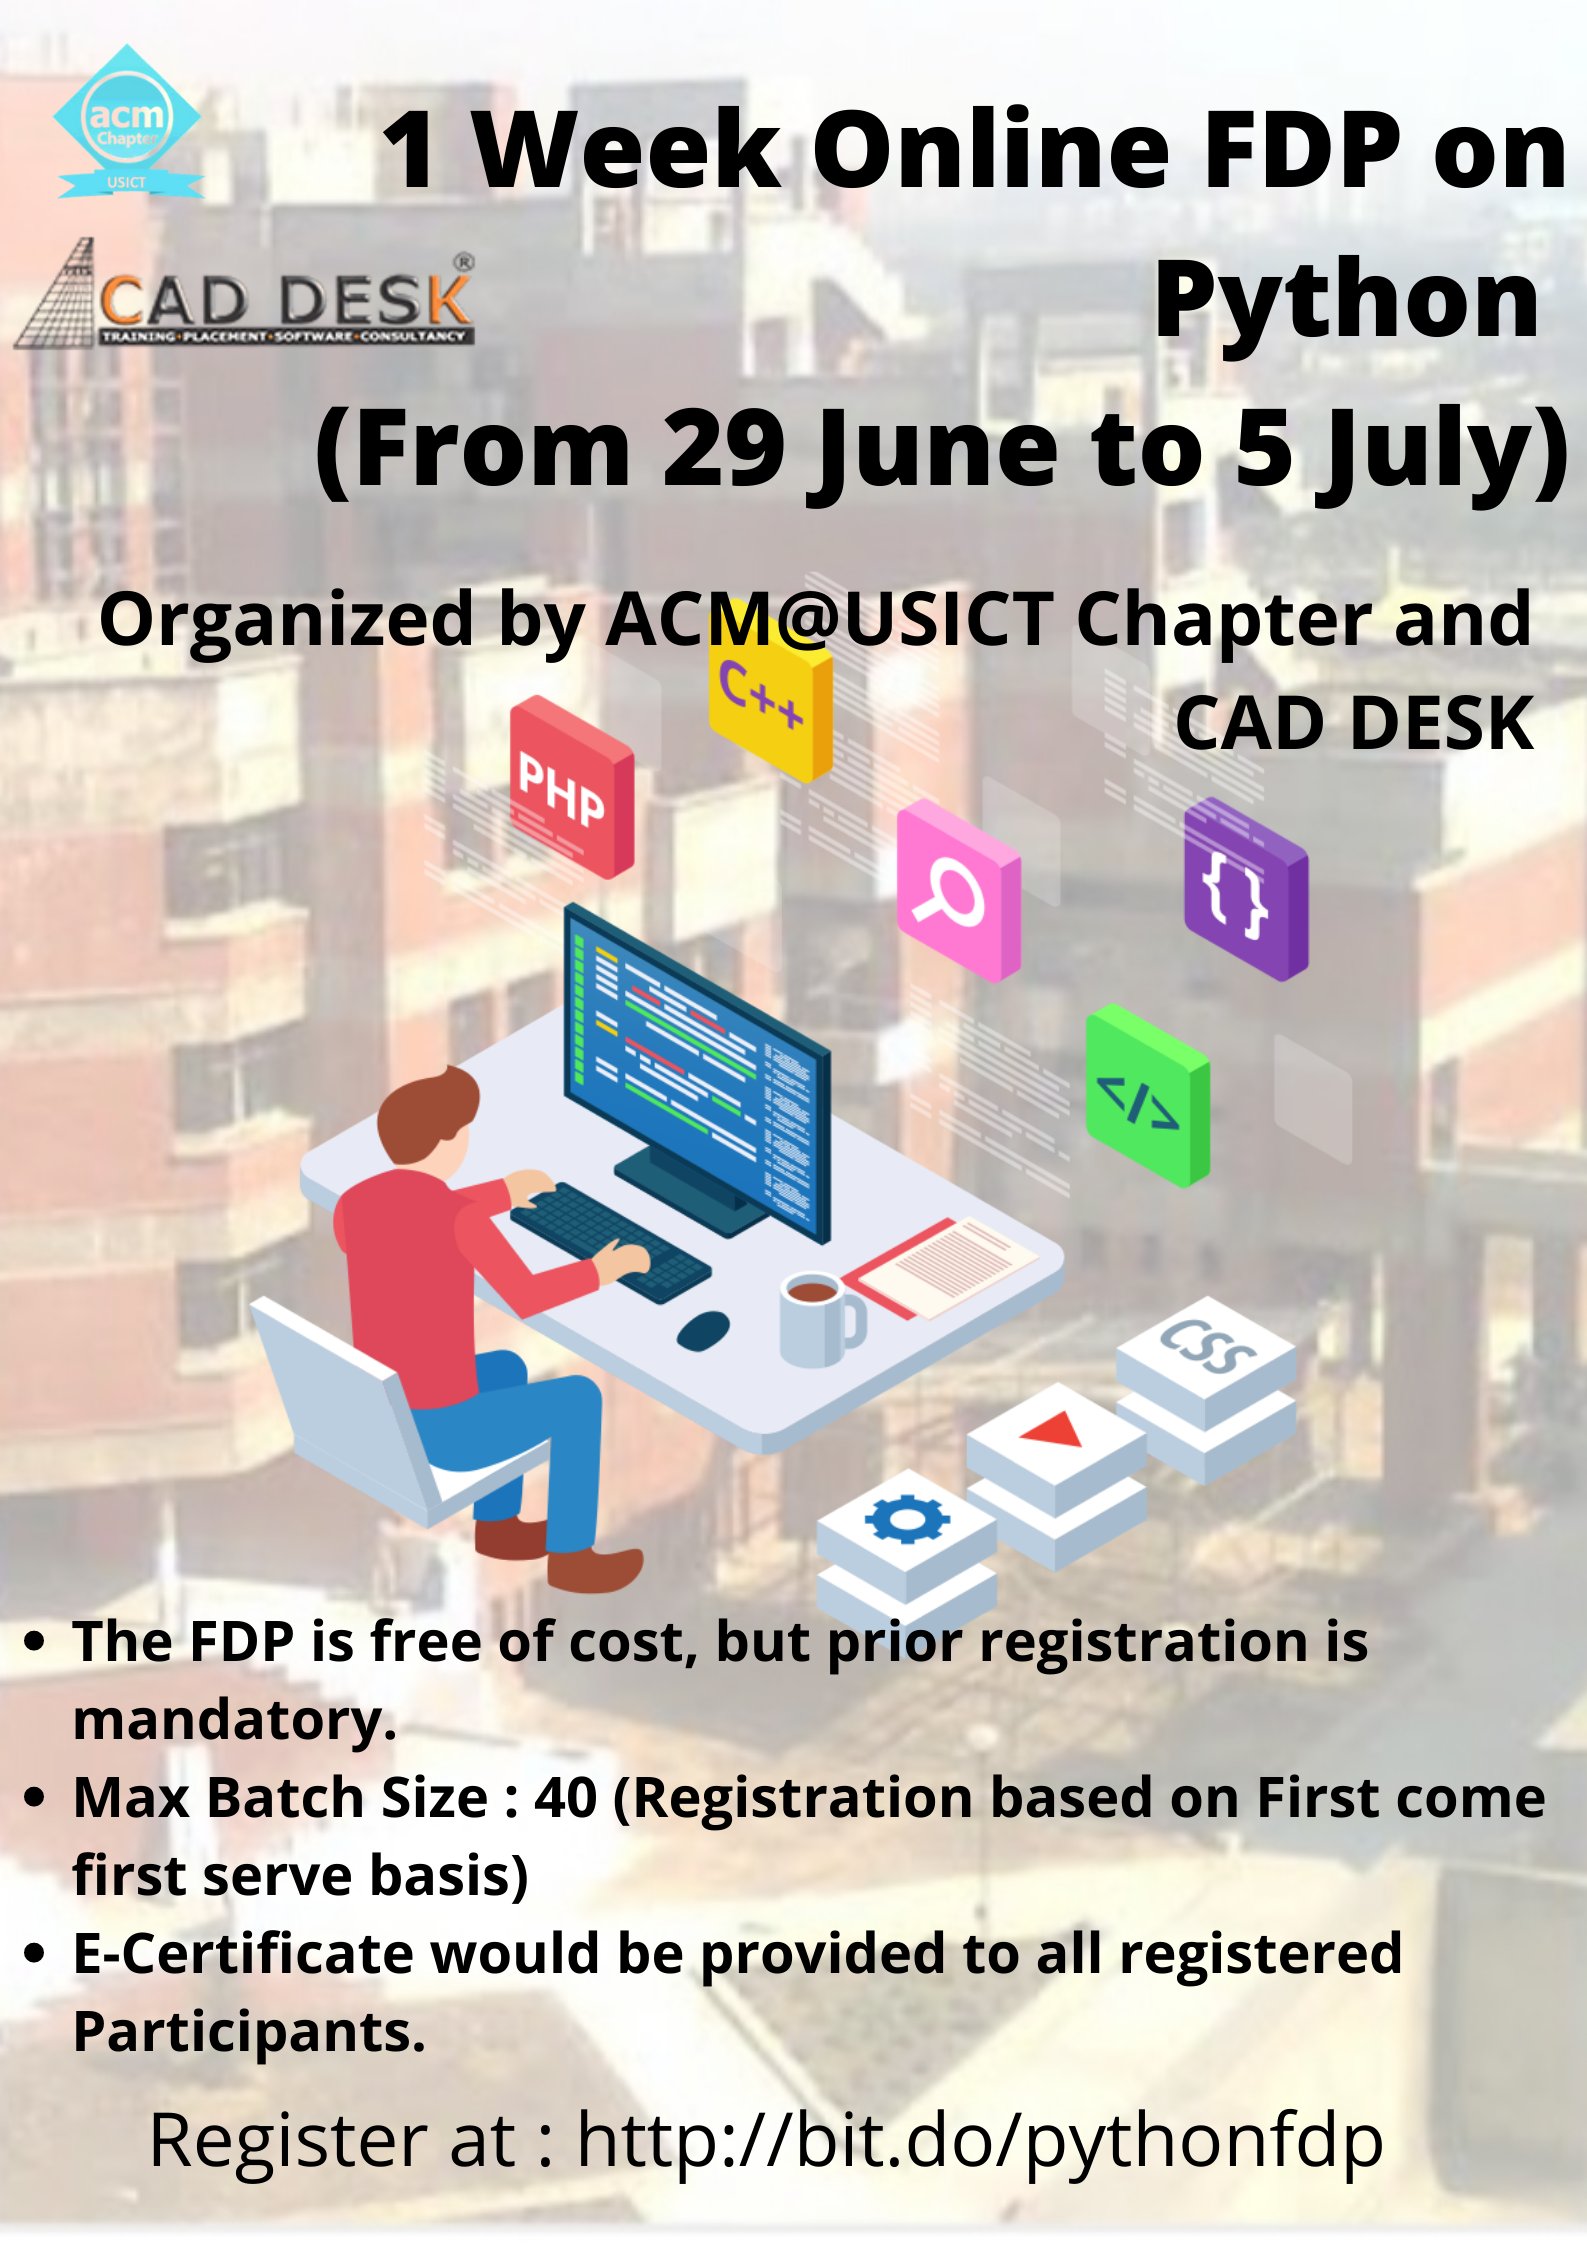 acm
Chapter
USICT
CAD DESK®
TRAINING•PLACEMENT•SOFTWARE•CONSULTANCY
1 Week Online FDP on
Python
(From 29 June to 5 July)
Organized by ACM@USICT Chapter and
CAD DESK
C++
PHP
{}
</>
CSS
• The FDP is free of cost, but prior registration is
mandatory.
• Max Batch Size : 40 (Registration based on First come
first serve basis)
• E-Certificate would be provided to all registered
Participants.
Register at : http://bit.do/pythonfdp